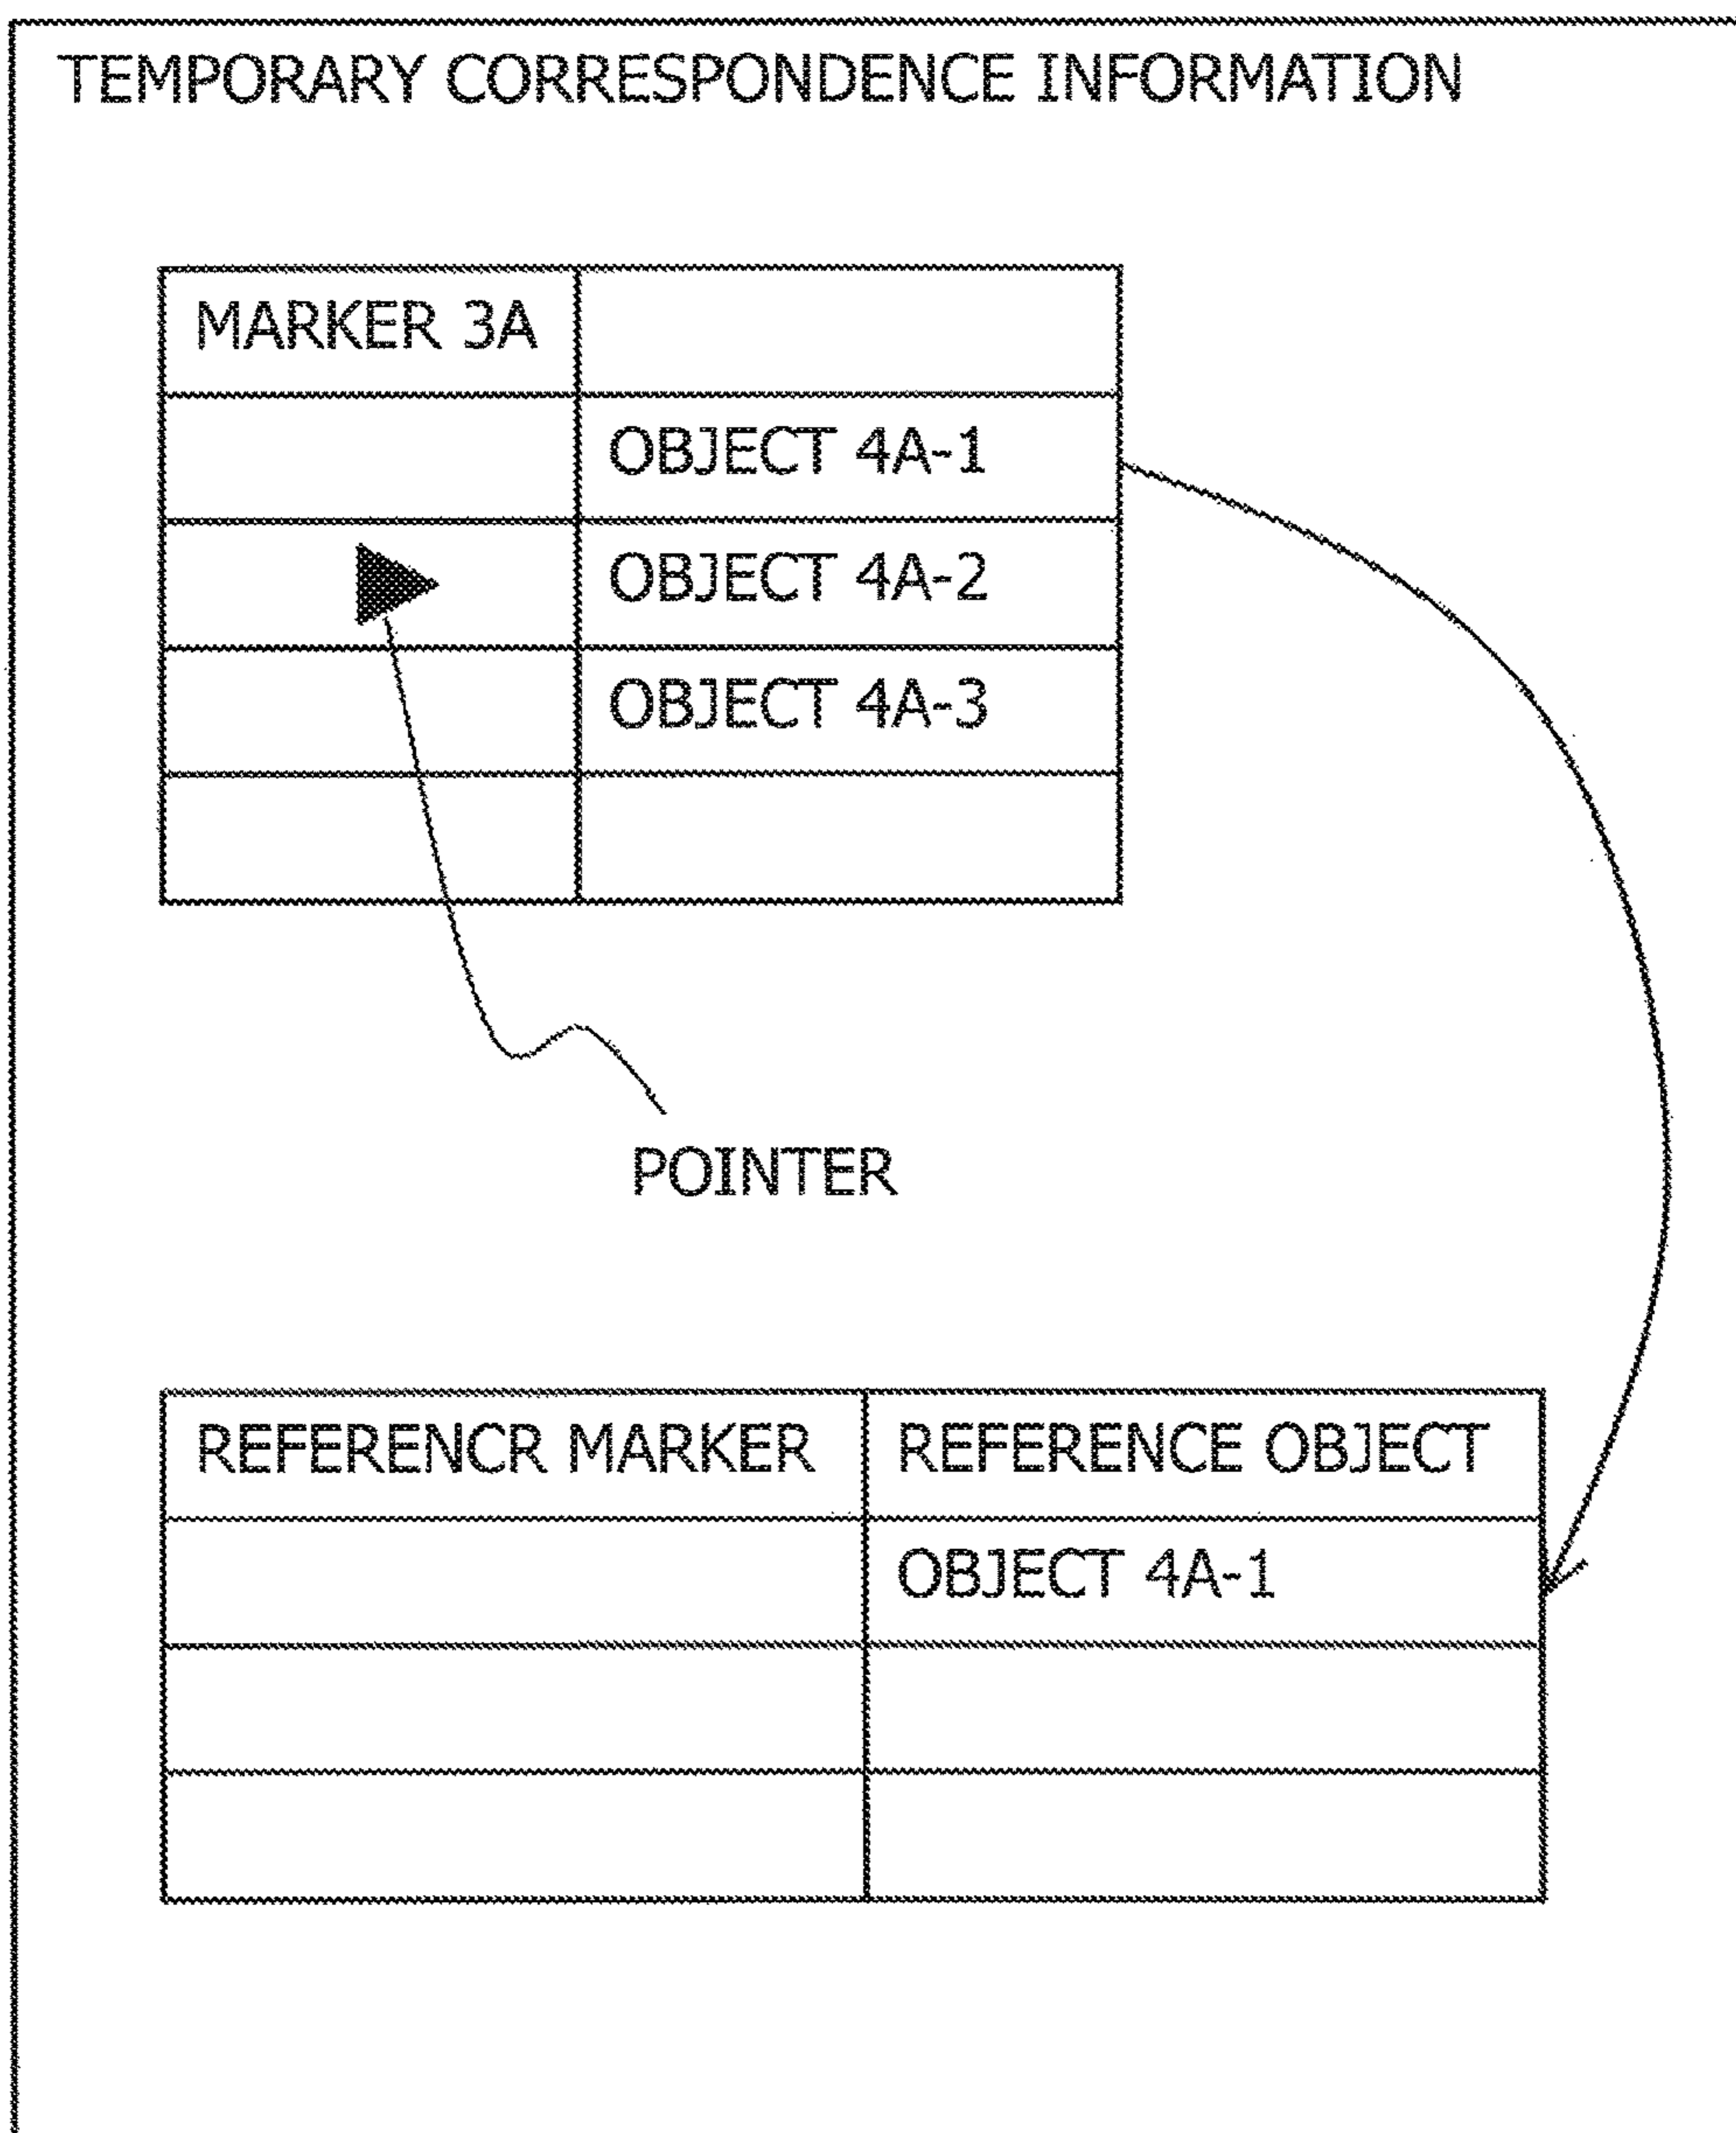 TEMPORARY CORRESPONDENCE INFORMATION
MARKER 3A
OBJECT 4A-1
OBJECT 4A-2
OBJECT 4A-3
POINTER
REFERENCR MARKER REFERENCE OBJECT
OBJECT 4A-1